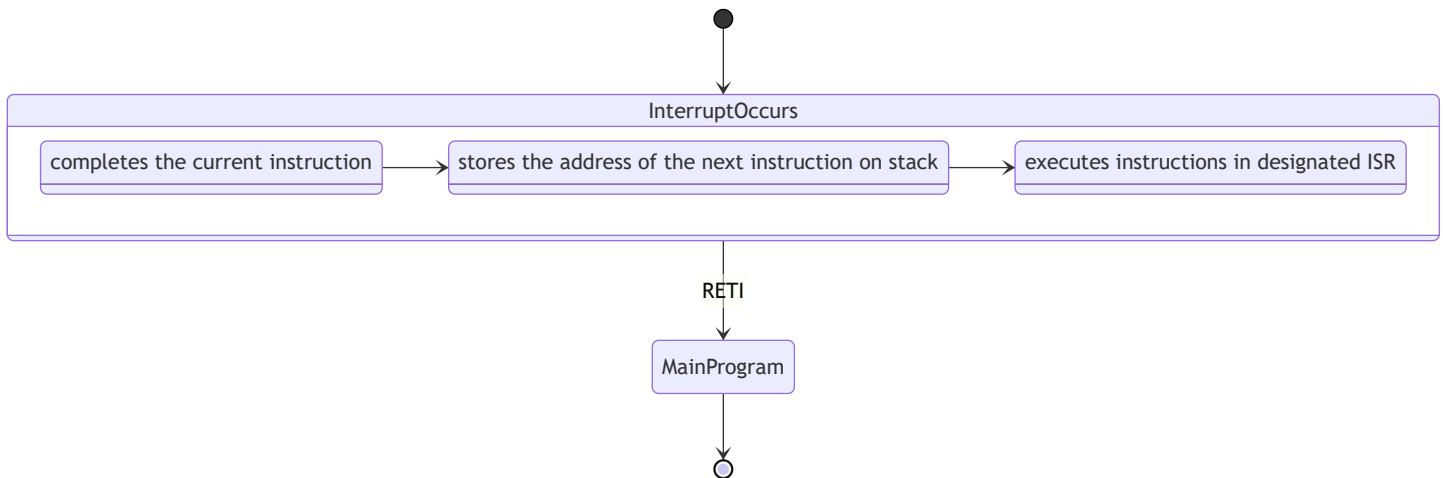 InterruptOccurs
completes the current instruction
stores the address of the next instruction on stack
executes instructions in designated ISR
RETI
MainProgram